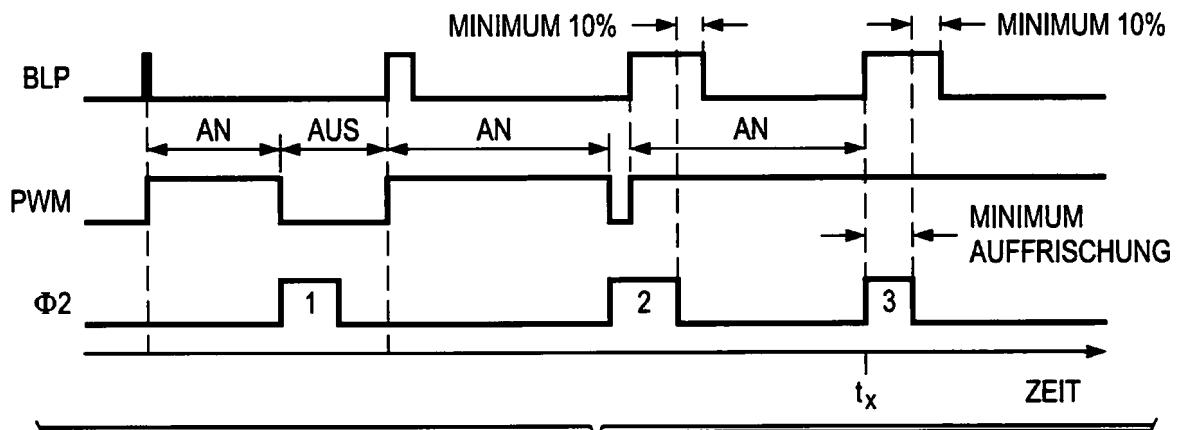 MINIMUM 10%
MINIMUM 10%
BLP
AN
AUS
AN
AN
PWM
MINIMUM
AUFFRISCHUNG
Φ2
1
2
3
tx
ZEIT